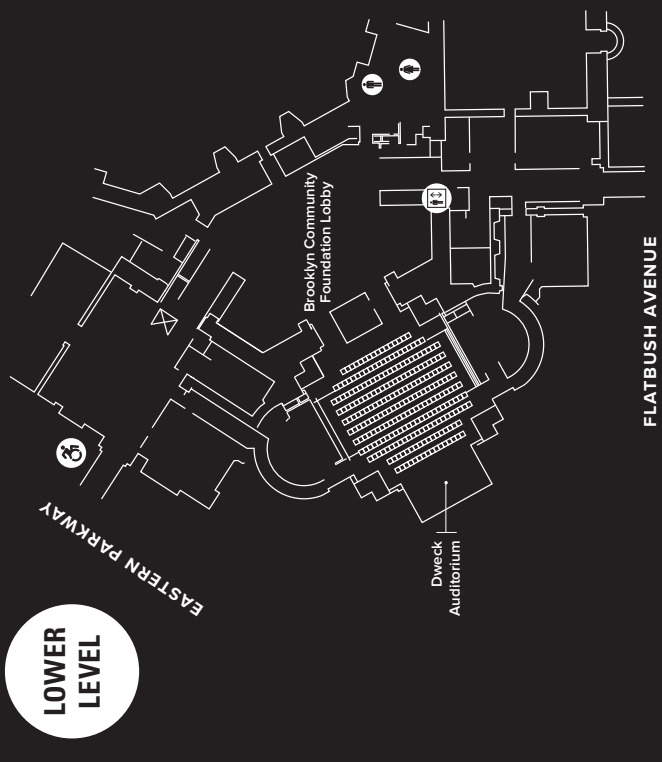 LOWER
LEVEL
EASTERN PARKWAY
Brooklyn Community
Foundation Lobby
Dweck
Auditorium
FLATBUSH AVENUE